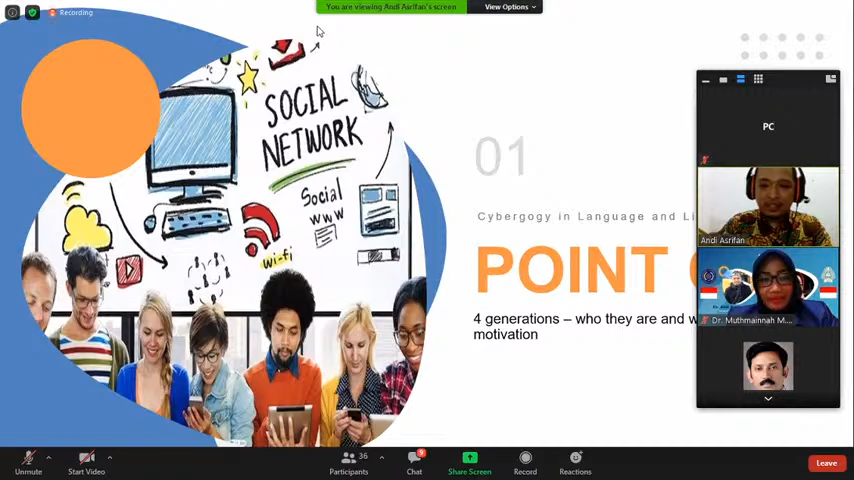 Recording
You are viewing Andi Asrifan's screen
View Options
SOCIAL
NETWORK
Social
www
wi-fi
01
Cybergogy in Language and Li
POINT
4 generations – who they are and w
motivation
PC
Andi Asrifan
Dr. Muthmainnah M...
Unmute
Start Video
Participants
36
Chat
9
Share Screen
Record
Reactions
Leave